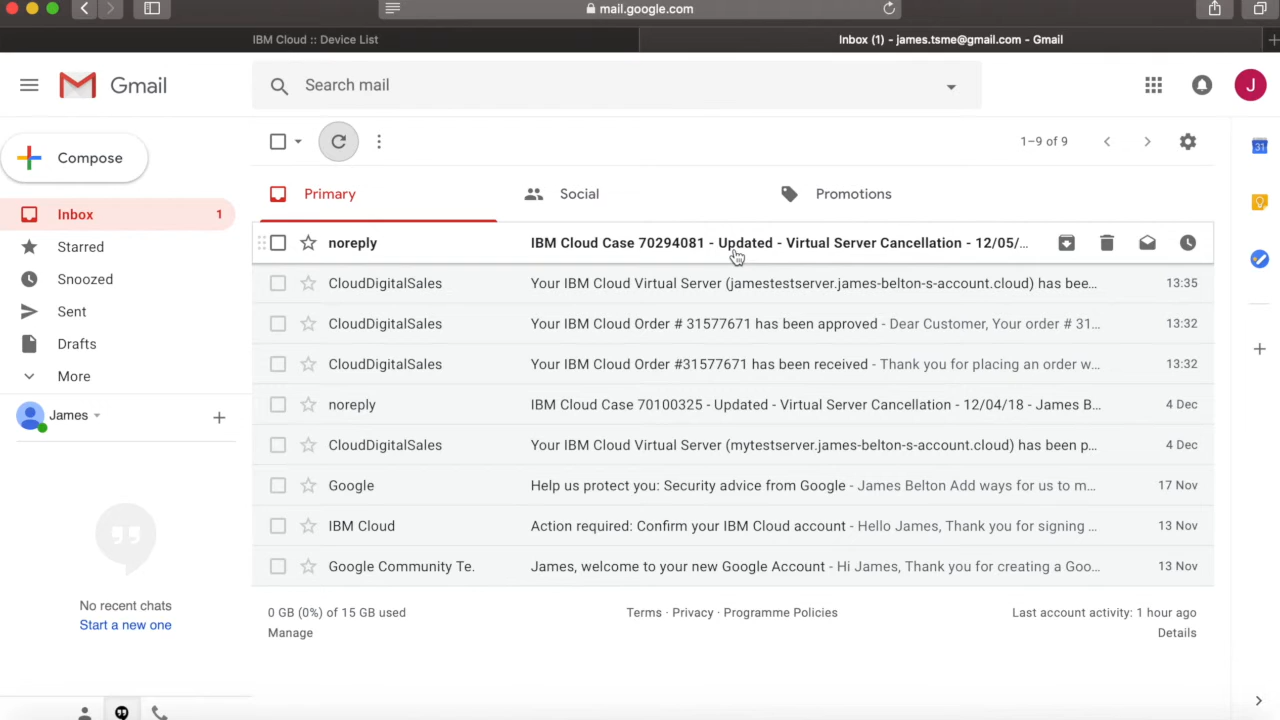 mail.google.com
IBM Cloud :: Device List
Inbox (1) - james.tsme@gmail.com - Gmail
Gmail
Search mail
J
Compose
1–9 of 9
31
Primary
Social
Promotions
Inbox 1
noreply IBM Cloud Case 70294081 - Updated - Virtual Server Cancellation - 12/05/...
Starred
Snoozed
CloudDigitalSales Your IBM Cloud Virtual Server (jamestestserver.james-belton-s-account.cloud) has bee... 13:35
Sent
CloudDigitalSales Your IBM Cloud Order # 31577671 has been approved - Dear Customer, Your order # 31... 13:32
Drafts
CloudDigitalSales Your IBM Cloud Order #31577671 has been received - Thank you for placing an order w... 13:32
More
noreply IBM Cloud Case 70100325 - Updated - Virtual Server Cancellation - 12/04/18 - James B... 4 Dec
James
CloudDigitalSales Your IBM Cloud Virtual Server (mytestserver.james-belton-s-account.cloud) has been p... 4 Dec
Google Help us protect you: Security advice from Google - James Belton Add ways for us to m... 17 Nov
IBM Cloud Action required: Confirm your IBM Cloud account - Hello James, Thank you for signing ... 13 Nov
Google Community Te. James, welcome to your new Google Account - Hi James, Thank you for creating a Goo... 13 Nov
No recent chats
Start a new one
0 GB (0%) of 15 GB used
Manage
Terms · Privacy · Programme Policies
Last account activity: 1 hour ago
Details